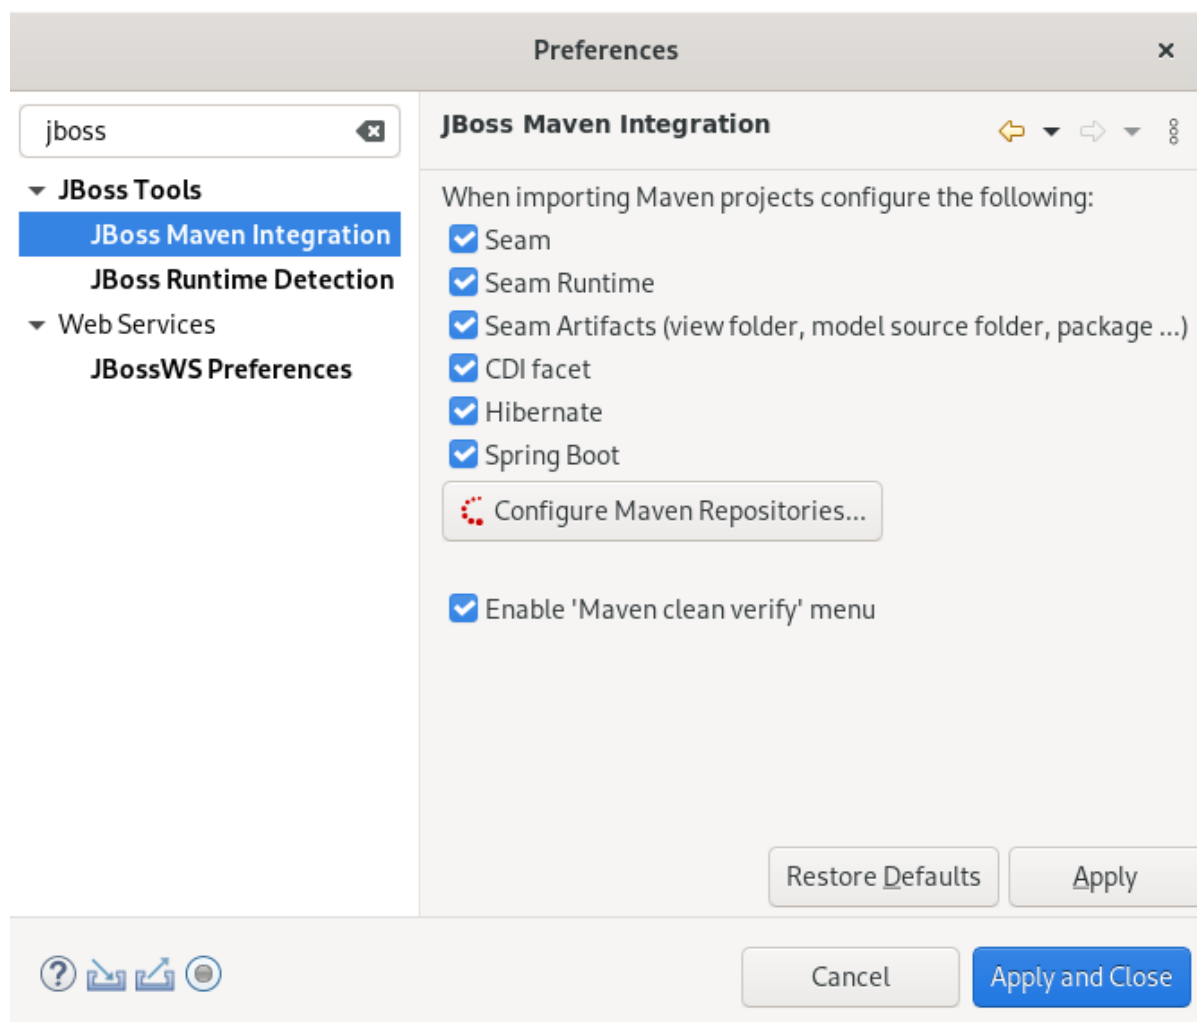 Preferences
jboss
JBoss Tools
JBoss Maven Integration
JBoss Runtime Detection
Web Services
JBossWS Preferences
JBoss Maven Integration
When importing Maven projects configure the following:
Seam
Seam Runtime
Seam Artifacts (view folder, model source folder, package ...)
CDI facet
Hibernate
Spring Boot
Configure Maven Repositories...
Enable 'Maven clean verify' menu
Restore Defaults
Apply
Cancel
Apply and Close